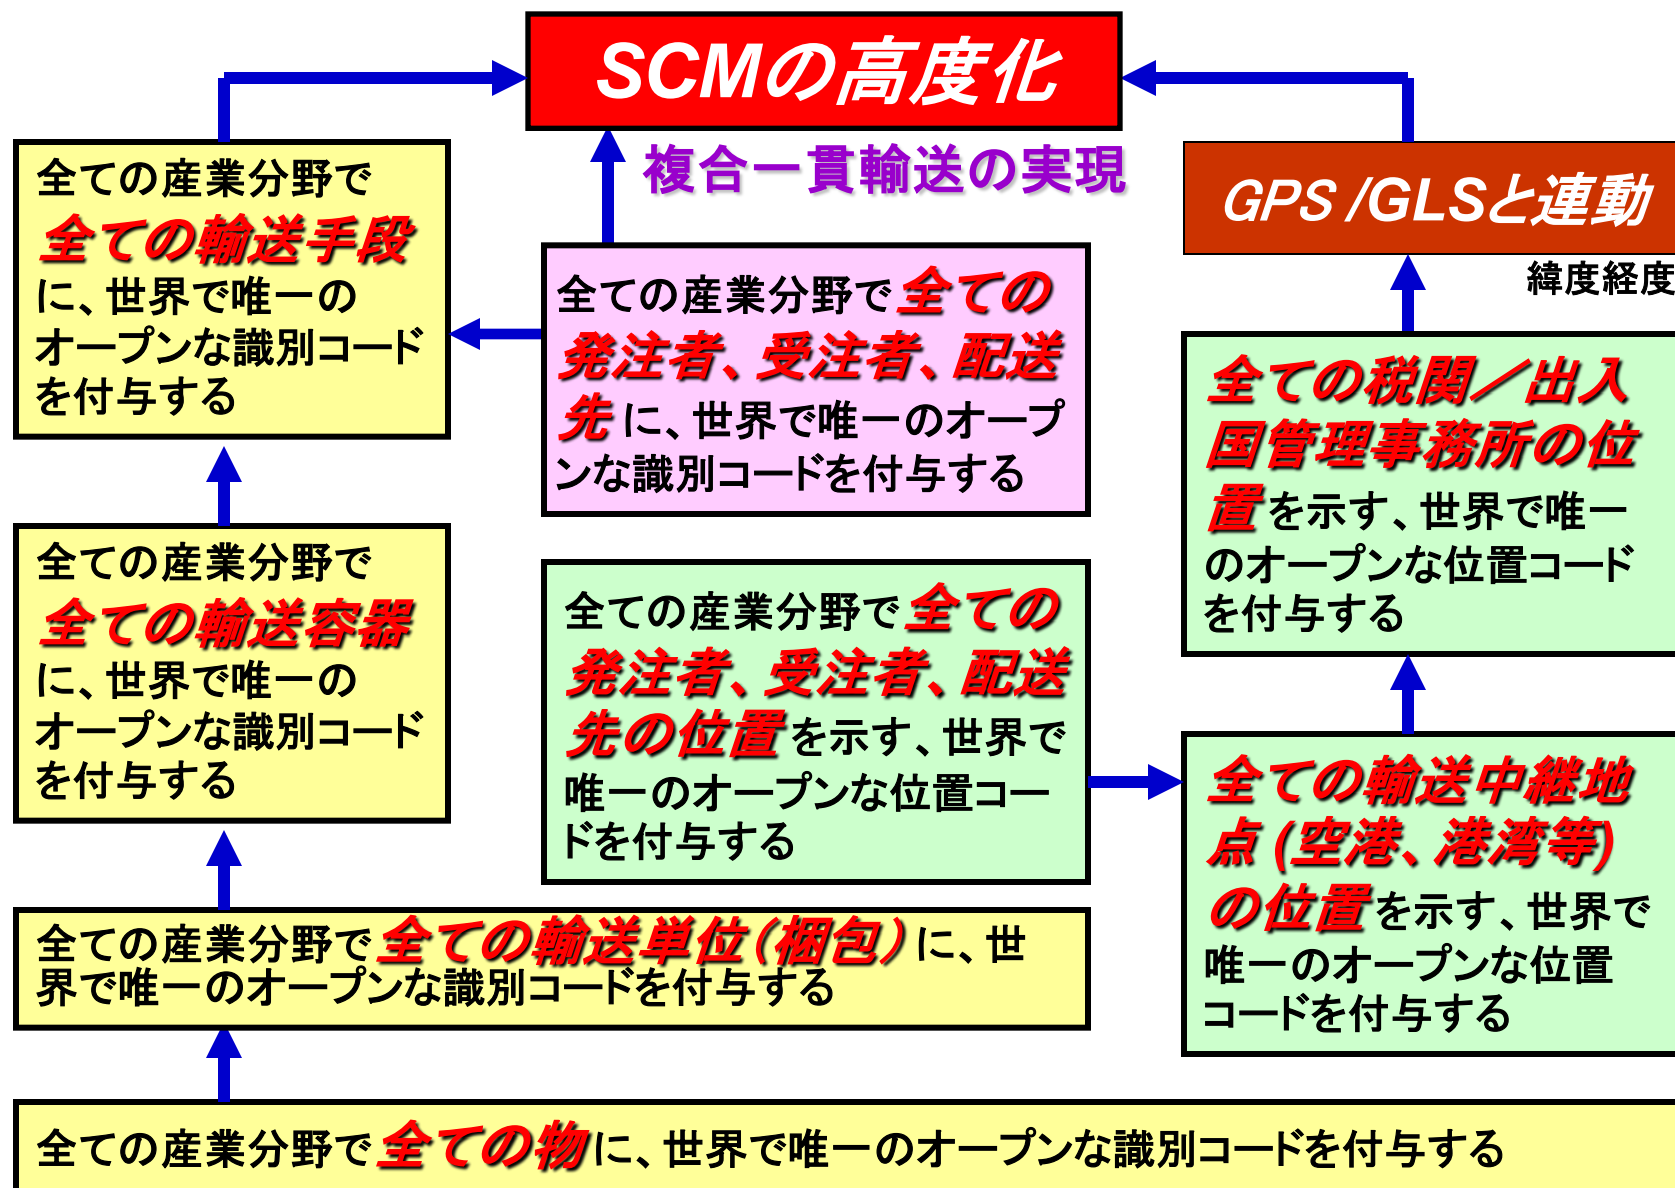 SCMの高度化
複合一貫輸送の実現
全ての産業分野で
全ての輸送手段
に、世界で唯一の
オープンな識別コード
を付与する
全ての産業分野で全ての
発注者、受注者、配送
先に、世界で唯一のオープ
ンな識別コードを付与する
GPS /GLSと連動
緯度経度
全ての税関／出入
国管理事務所の位
置を示す、世界で唯一
のオープンな位置コード
を付与する
全ての産業分野で
全ての輸送容器
に、世界で唯一の
オープンな識別コード
を付与する
全ての産業分野で全ての
発注者、受注者、配送
先の位置を示す、世界で
唯一のオープンな位置コー
ドを付与する
全ての輸送中継地
点(空港、港湾等)
の位置を示す、世界で
唯一のオープンな位置
コードを付与する
全ての産業分野で全ての輸送単位（梱包）に、世
界で唯一のオープンな識別コードを付与する
全ての産業分野で全ての物に、世界で唯一のオープンな識別コードを付与する